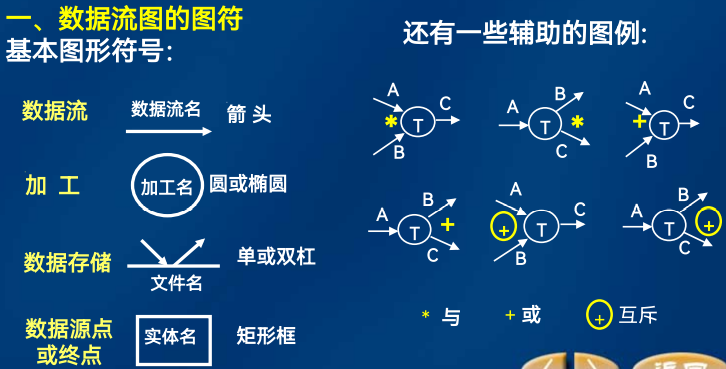 一、数据流图的图符
基本图形符号：
数据流
数据流名
箭 头
加 工
加工名
圆或椭圆
数据存储
文件名
单或双杠
数据源点
或终点
实体名
矩形框
还有一些辅助的图例:
A
B
*
T
C
A
T
*
B
C
A
B
+
T
C
A
T
+
B
C
A
B
+
T
C
A
T
+
B
C
* 与
+ 或
+ 互斥